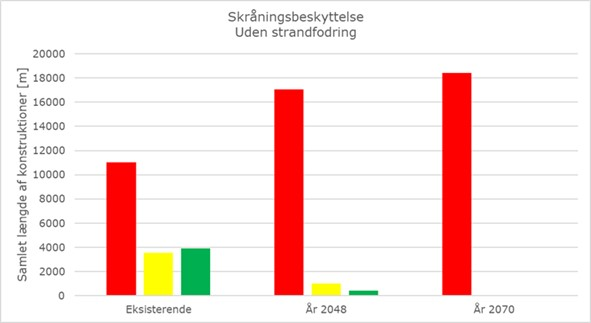 Skråningsbeskyttelse
Uden strandfodring
Samlet længde af konstruktioner [m]
20000
18000
16000
14000
12000
10000
8000
6000
4000
2000
0
Eksisterende
År 2048
År 2070